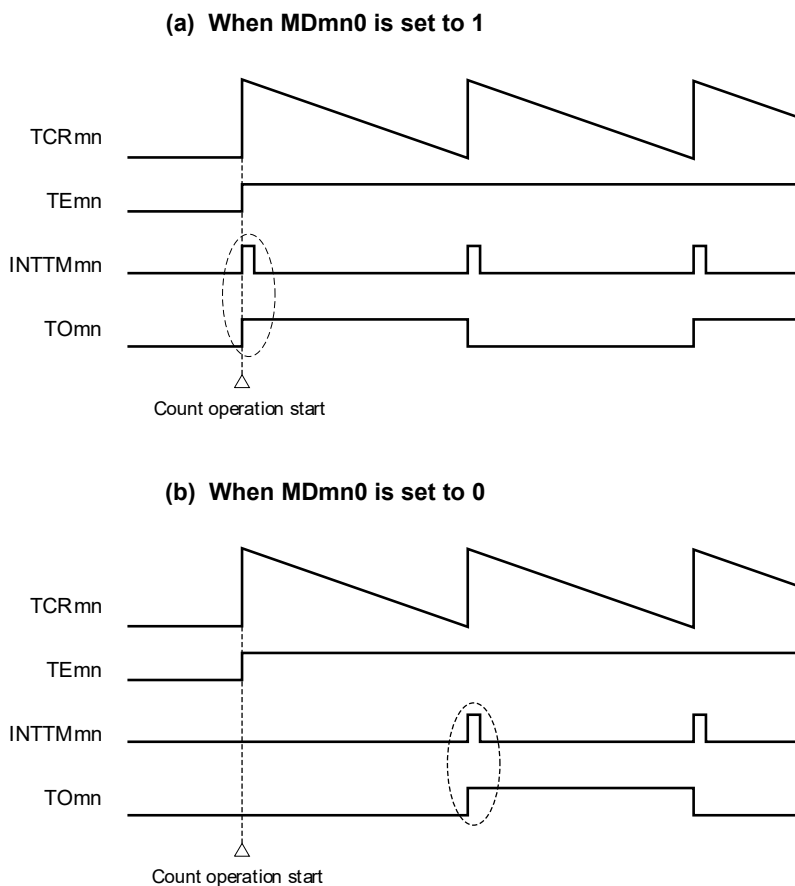 (a) When MDmn0 is set to 1
TCRmn
TEmn
INTTMmn
TOmn
Count operation start
(b) When MDmn0 is set to 0
TCRmn
TEmn
INTTMmn
TOmn
Count operation start